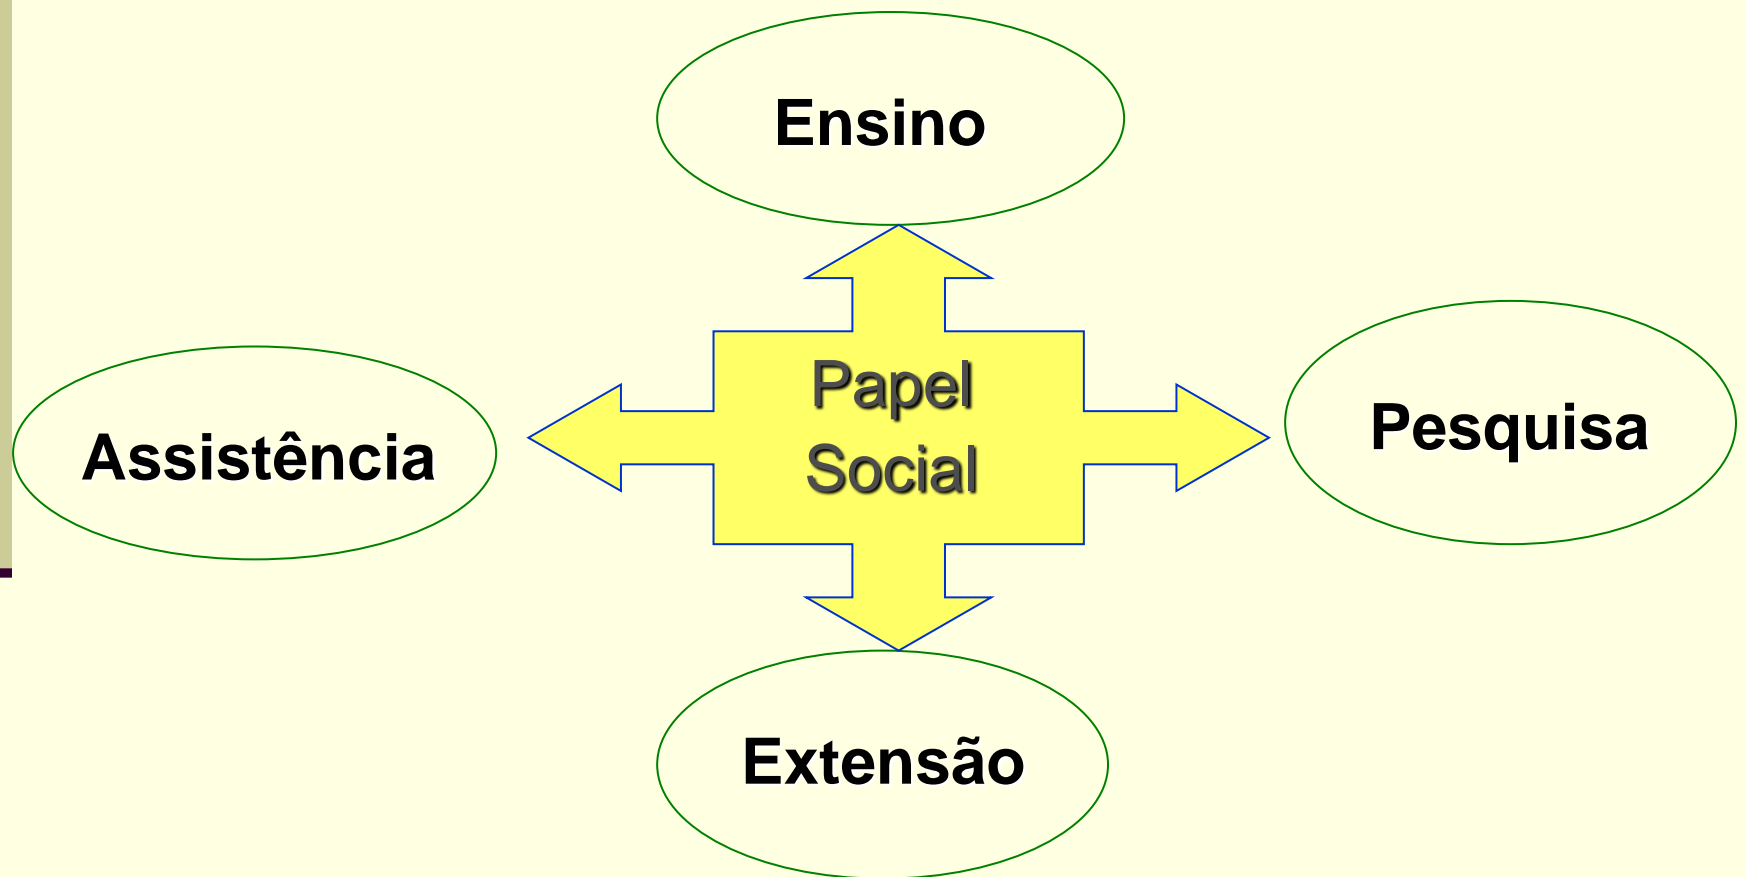 Ensino
Papel
Social
Assistência
Pesquisa
Extensão